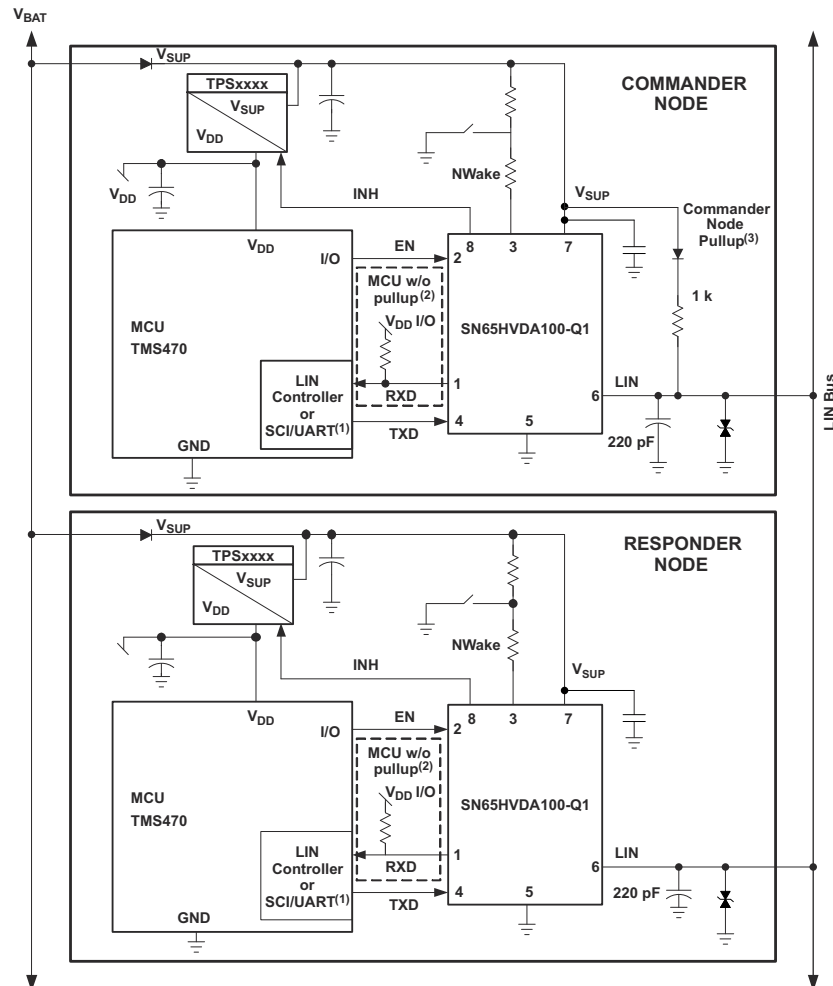 VBAT
VSUP
TPSxxxx
VSUP
VDD
COMMANDER
NODE
VDD
INH
NWake
VSUP
Commander
Node
Pullup(3)
VDD
I/O
EN
2
8
3
7
MCU w/o
pullup(2)
VDD I/O
1 k
MCU
TMS470
SN65HVDA100-Q1
LIN
Controller
or
SCI/UART(1)
1
RXD
6
LIN
4
TXD
5
220 pF
GND
LIN Bus
VSUP
TPSxxxx
VSUP
VDD
RESPONDER
NODE
INH
NWake
VSUP
VDD
I/O
EN
2
8
3
7
MCU w/o
pullup(2)
VDD I/O
MCU
TMS470
SN65HVDA100-Q1
LIN
Controller
or
SCI/UART(1)
1
RXD
6
LIN
4
TXD
5
220 pF
GND